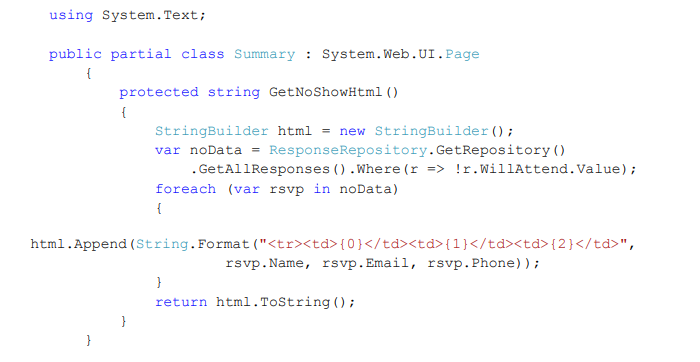 using System.Text;
public partial class Summary : System.Web.UI.Page
{
protected string GetNoShowHtml()
{
StringBuilder html = new StringBuilder();
var noData = ResponseRepository.GetRepository()
.GetAllResponses().Where(r => !r.WillAttend.Value);
foreach (var rsvp in noData)
{
html.Append(String.Format("<tr><td>{0}</td><td>{1}</td><td>{2}</td>",
rsvp.Name, rsvp.Email, rsvp.Phone));
}
return html.ToString();
}
}